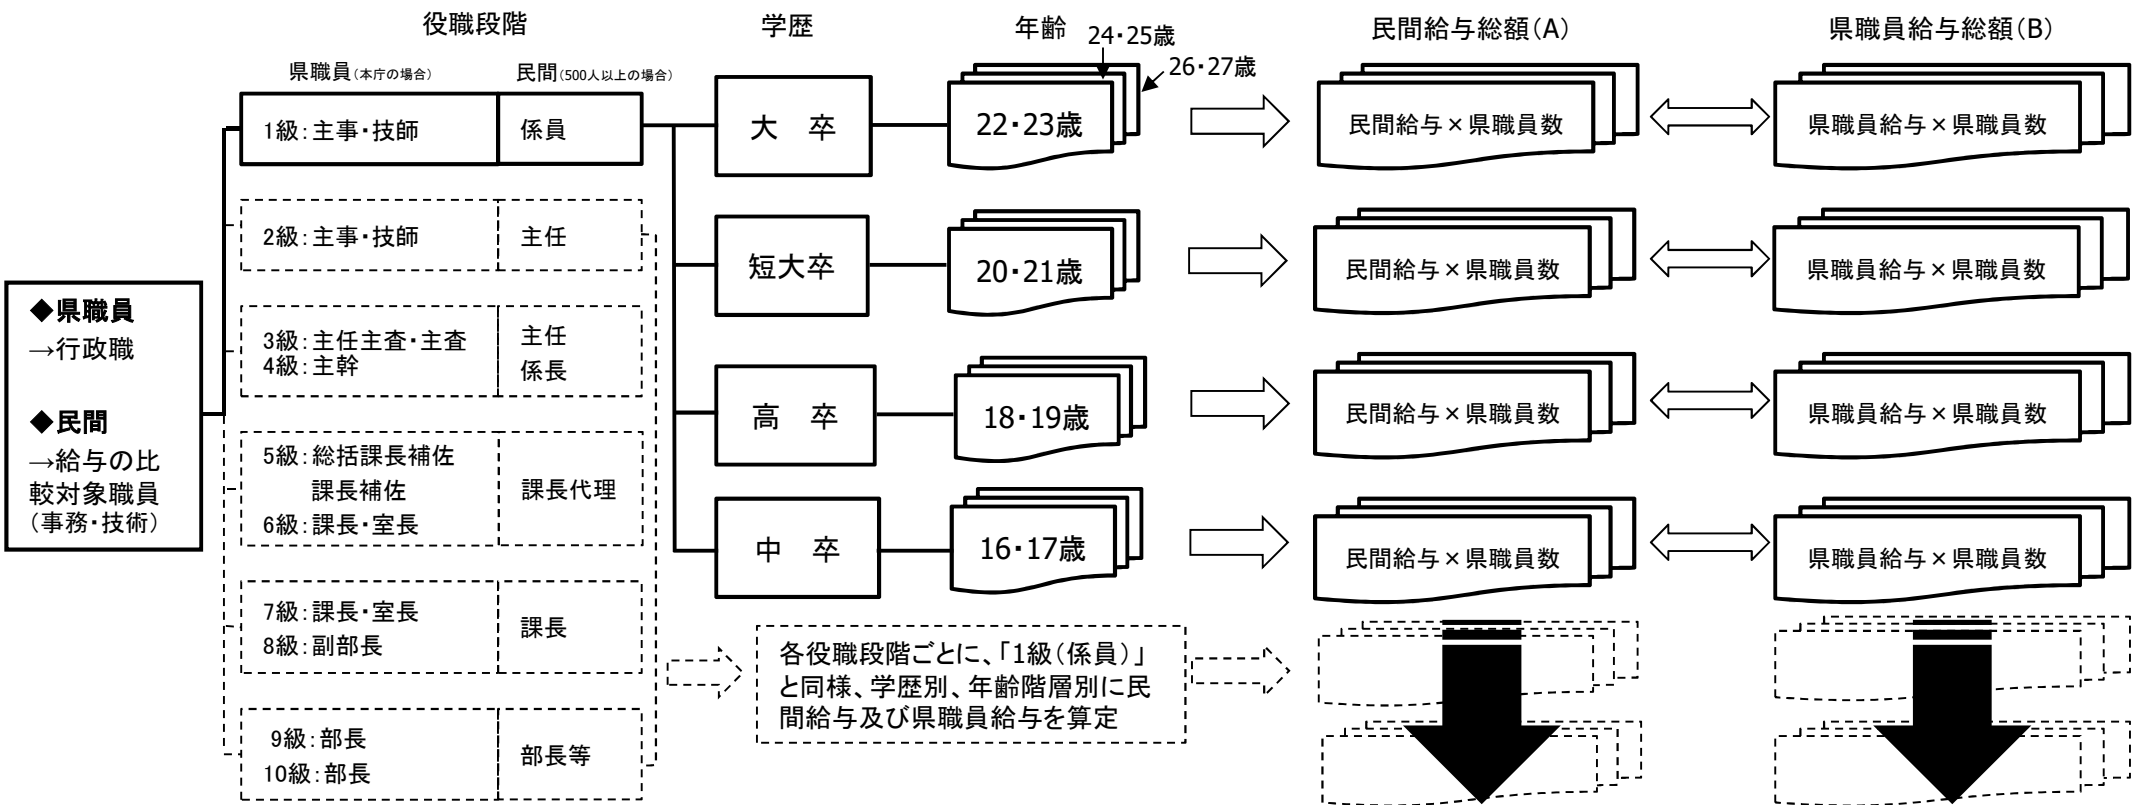 役職段階
学歴
年齢
24・25歳
26・27歳
民間給与総額(A)
県職員給与総額(B)
県職員(本庁の場合)
民間(500人以上の場合)
1級:主事・技師
係員
2級:主事・技師
主任
3級:主任主査・主査
4級:主幹
主任
係長
5級:総括課長補佐
課長補佐
6級:課長・室長
課長代理
7級:課長・室長
8級:副部長
課長
9級:部長
10級:部長
部長等
◆県職員
→行政職
◆民間
→給与の比
較対象職員
(事務・技術)
大 卒
22・23歳
民間給与×県職員数
県職員給与×県職員数
短大卒
20・21歳
民間給与×県職員数
県職員給与×県職員数
高 卒
18・19歳
民間給与×県職員数
県職員給与×県職員数
中 卒
16・17歳
民間給与×県職員数
県職員給与×県職員数
各役職段階ごとに、「1級(係員)」
と同様、学歴別、年齢階層別に民
間給与及び県職員給与を算定